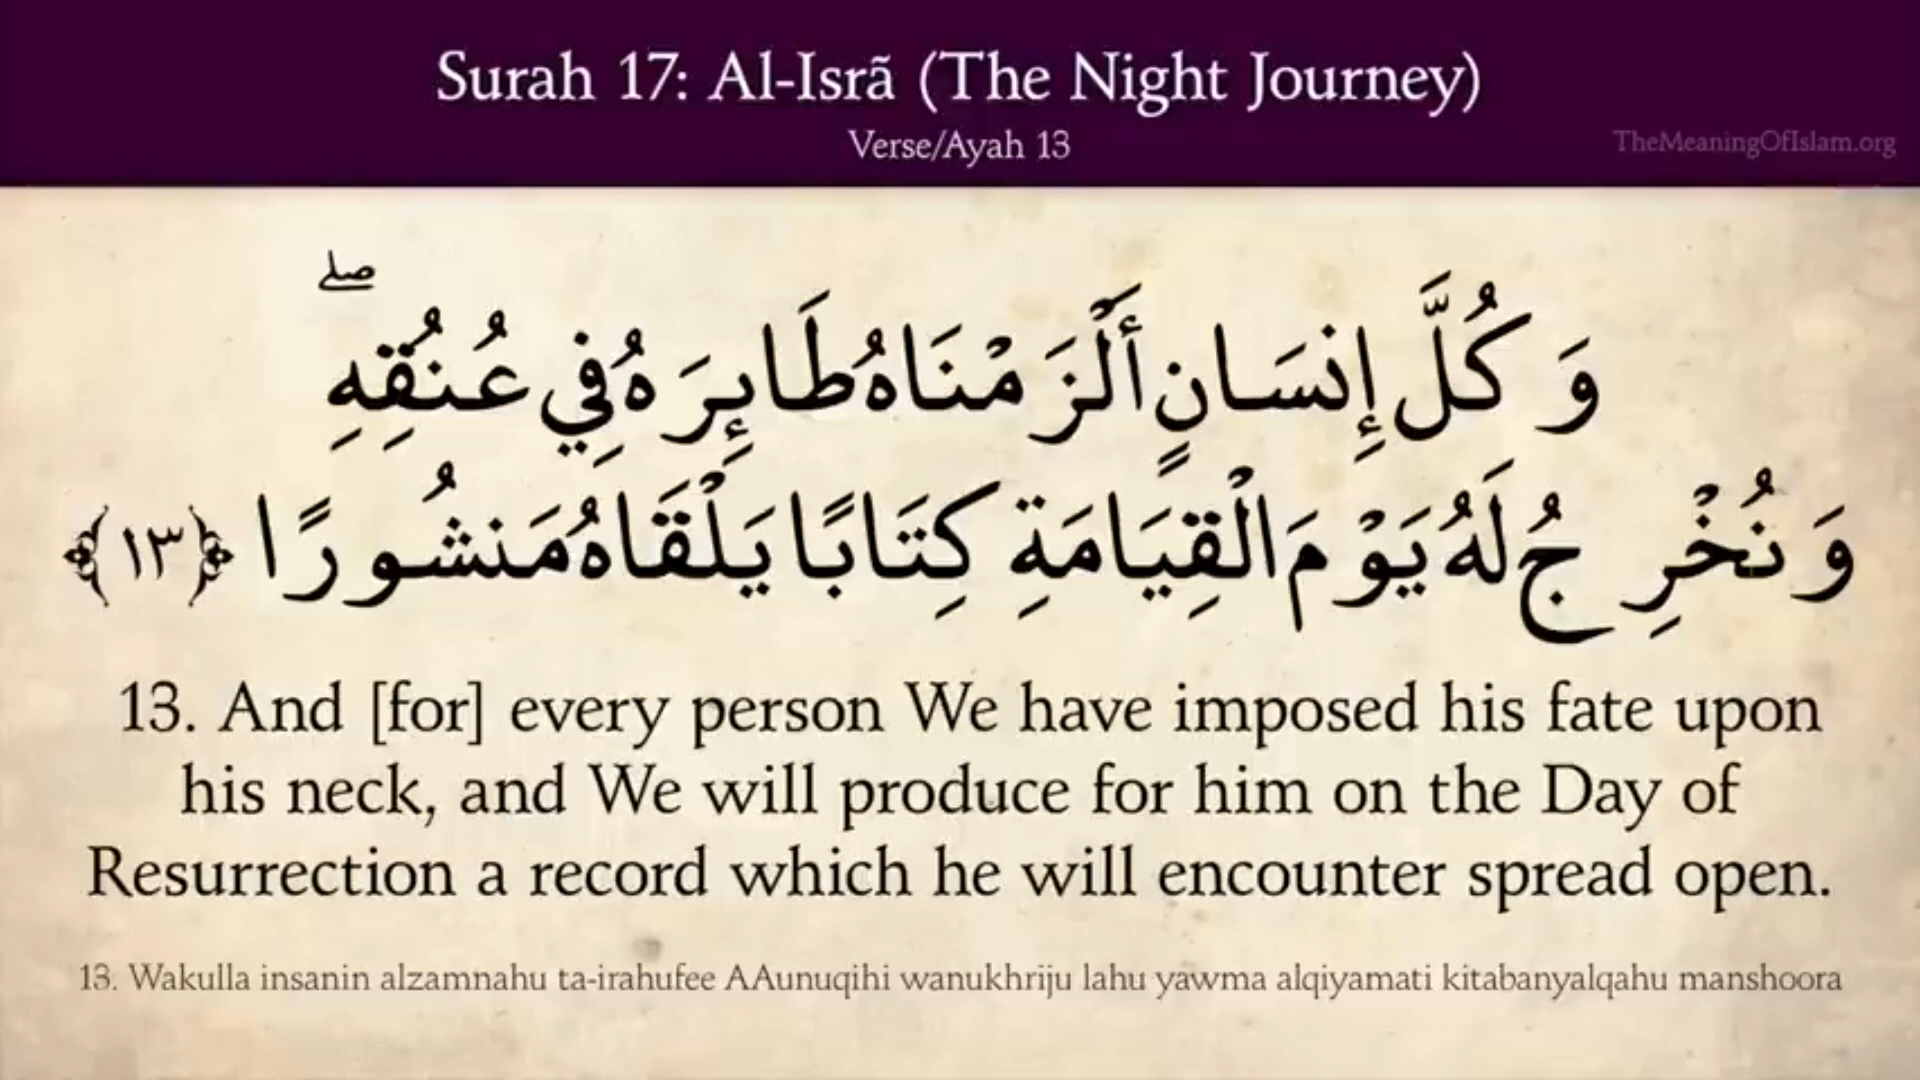 Surah 17: Al-Isrã (The Night Journey)
Verse/Ayah 13
TheMeaningOfIslam.org
وَكُلَّ إِنسَانٍ أَلْزَمْنَاهُ طَائِرَهُ فِي عُنُقِهِ ۖ
وَنُخْرِجُ لَهُ يَوْمَ الْقِيَامَةِ كِتَابًا يَلْقَاهُ مَنشُورًا ﴿١٣﴾
13. And [for] every person We have imposed his fate upon
his neck, and We will produce for him on the Day of
Resurrection a record which he will encounter spread open.
13. Wakulla insanin alzamnahu ta-irahufee AAunuqihi wanukhriju lahu yawma alqiyamati kitabanyalqahu manshoora